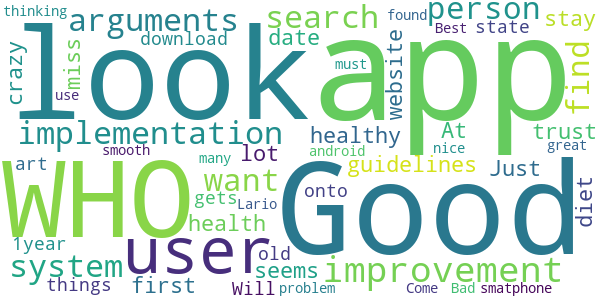 thinking
look
app
arguments
search
person
found
Best
state
stay
crazy
miss
download
date
website
find
use
must
implementation
healthy
At
trust
smooth
many
android
nice
great
WHO
art
lot
want
gets
onto
guidelines
Just
diet
Good
health
Lario
user
1year
old
system
seems
improvement
things
first
Will
problem
Come
Bad
smatphone